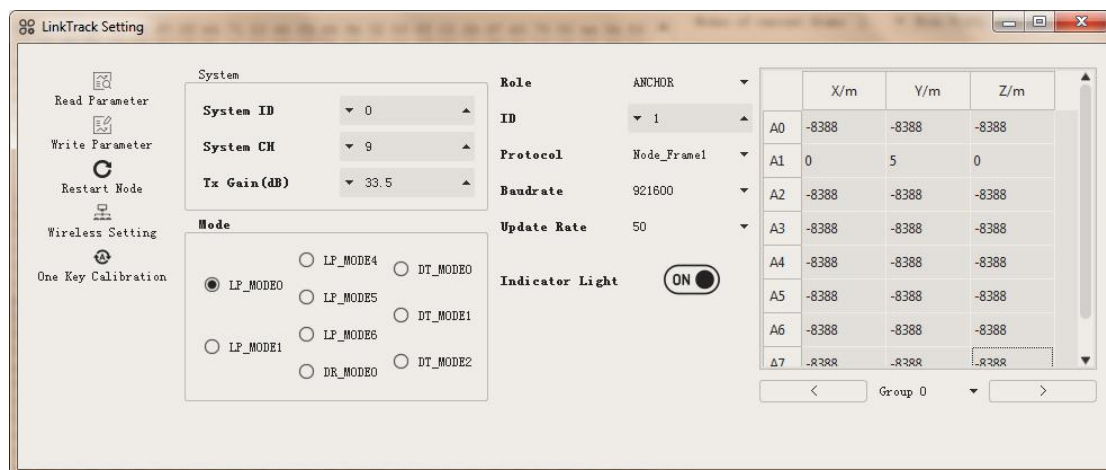 LinkTrack Setting
Read Parameter
Write Parameter
Restart Node
Wireless Setting
One Key Calibration
System
System ID 0
System CH 9
Tx Gain(dB) 33.5
Mode
LP_MODE0
LP_MODE1
LP_MODE4
LP_MODE5
LP_MODE6
DR_MODE0
DT_MODE0
DT_MODE1
DT_MODE2
Role ANCHOR
ID 1
Protocol Node_Frame1
Baudrate 921600
Update Rate 50
Indicator Light ON
X/m Y/m Z/m
A0 -8388 -8388 -8388
A1 0 5 0
A2 -8388 -8388 -8388
A3 -8388 -8388 -8388
A4 -8388 -8388 -8388
A5 -8388 -8388 -8388
A6 -8388 -8388 -8388
A7 -8388 -8388 -8388
< Group 0 >